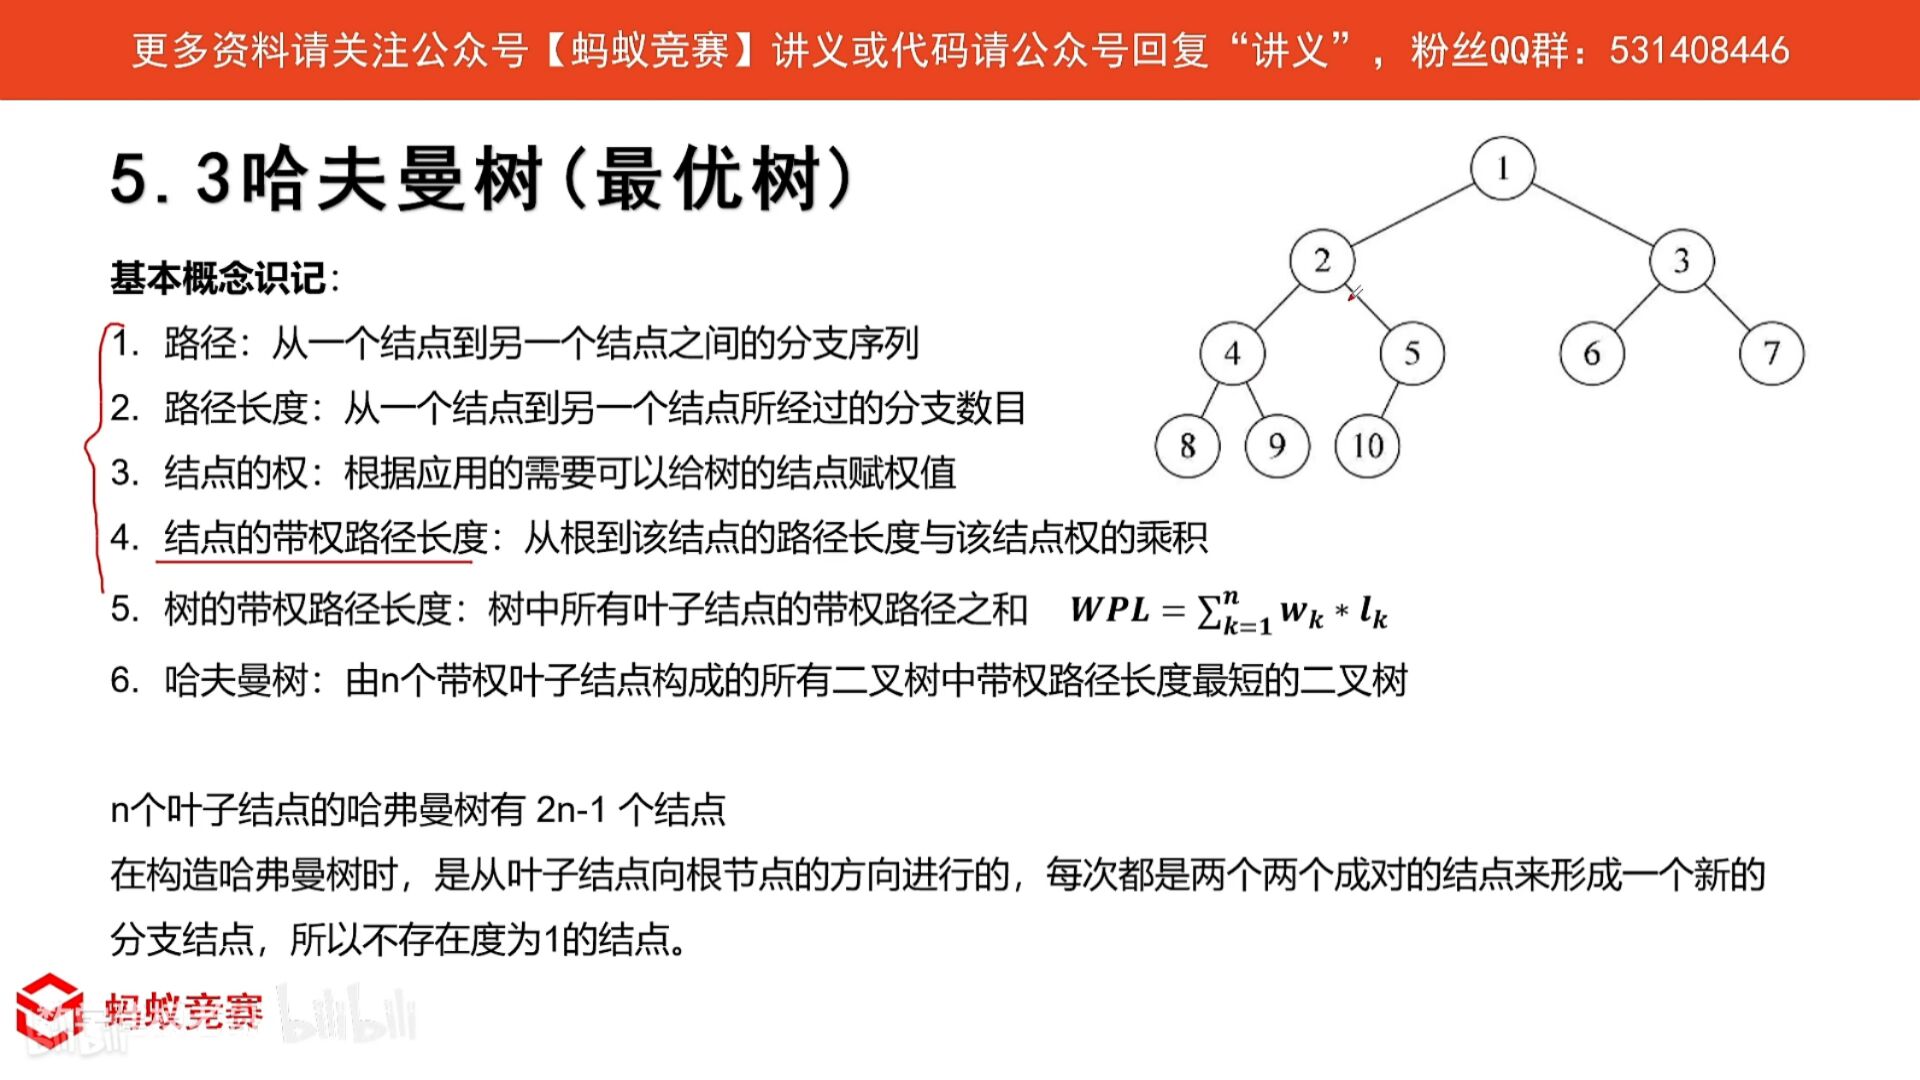 更多资料请关注公众号【蚂蚁竞赛】讲义或代码请公众号回复“讲义”，粉丝QQ群：531408446
5.3哈夫曼树(最优树)
基本概念识记：
1. 路径：从一个结点到另一个结点之间的分支序列
2. 路径长度：从一个结点到另一个结点所经过的分支数目
3. 结点的权：根据应用的需要可以给树的结点赋权值
4. 结点的带权路径长度：从根到该结点的路径长度与该结点权的乘积
5. 树的带权路径长度：树中所有叶子结点的带权路径之和 WPL = ∑ⁿₖ₌₁ wₖ * lₖ
6. 哈夫曼树：由n个带权叶子结点构成的所有二叉树中带权路径长度最短的二叉树
n个叶子结点的哈弗曼树有 2n-1 个结点
在构造哈弗曼树时，是从叶子结点向根节点的方向进行的，每次都是两个两个成对的结点来形成一个新的
分支结点，所以不存在度为1的结点。
1
2 3
4 5 6 7
8 9 10
蚂蚁竞赛
bilibili